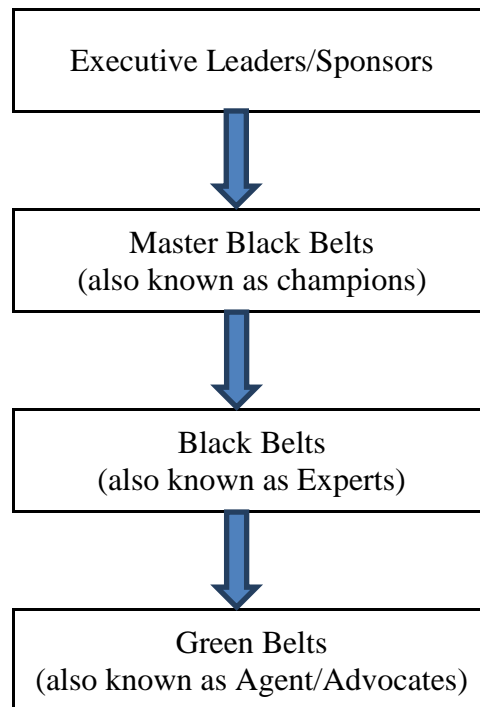 Executive Leaders/Sponsors
Master Black Belts
(also known as champions)
Black Belts
(also known as Experts)
Green Belts
(also known as Agent/Advocates)